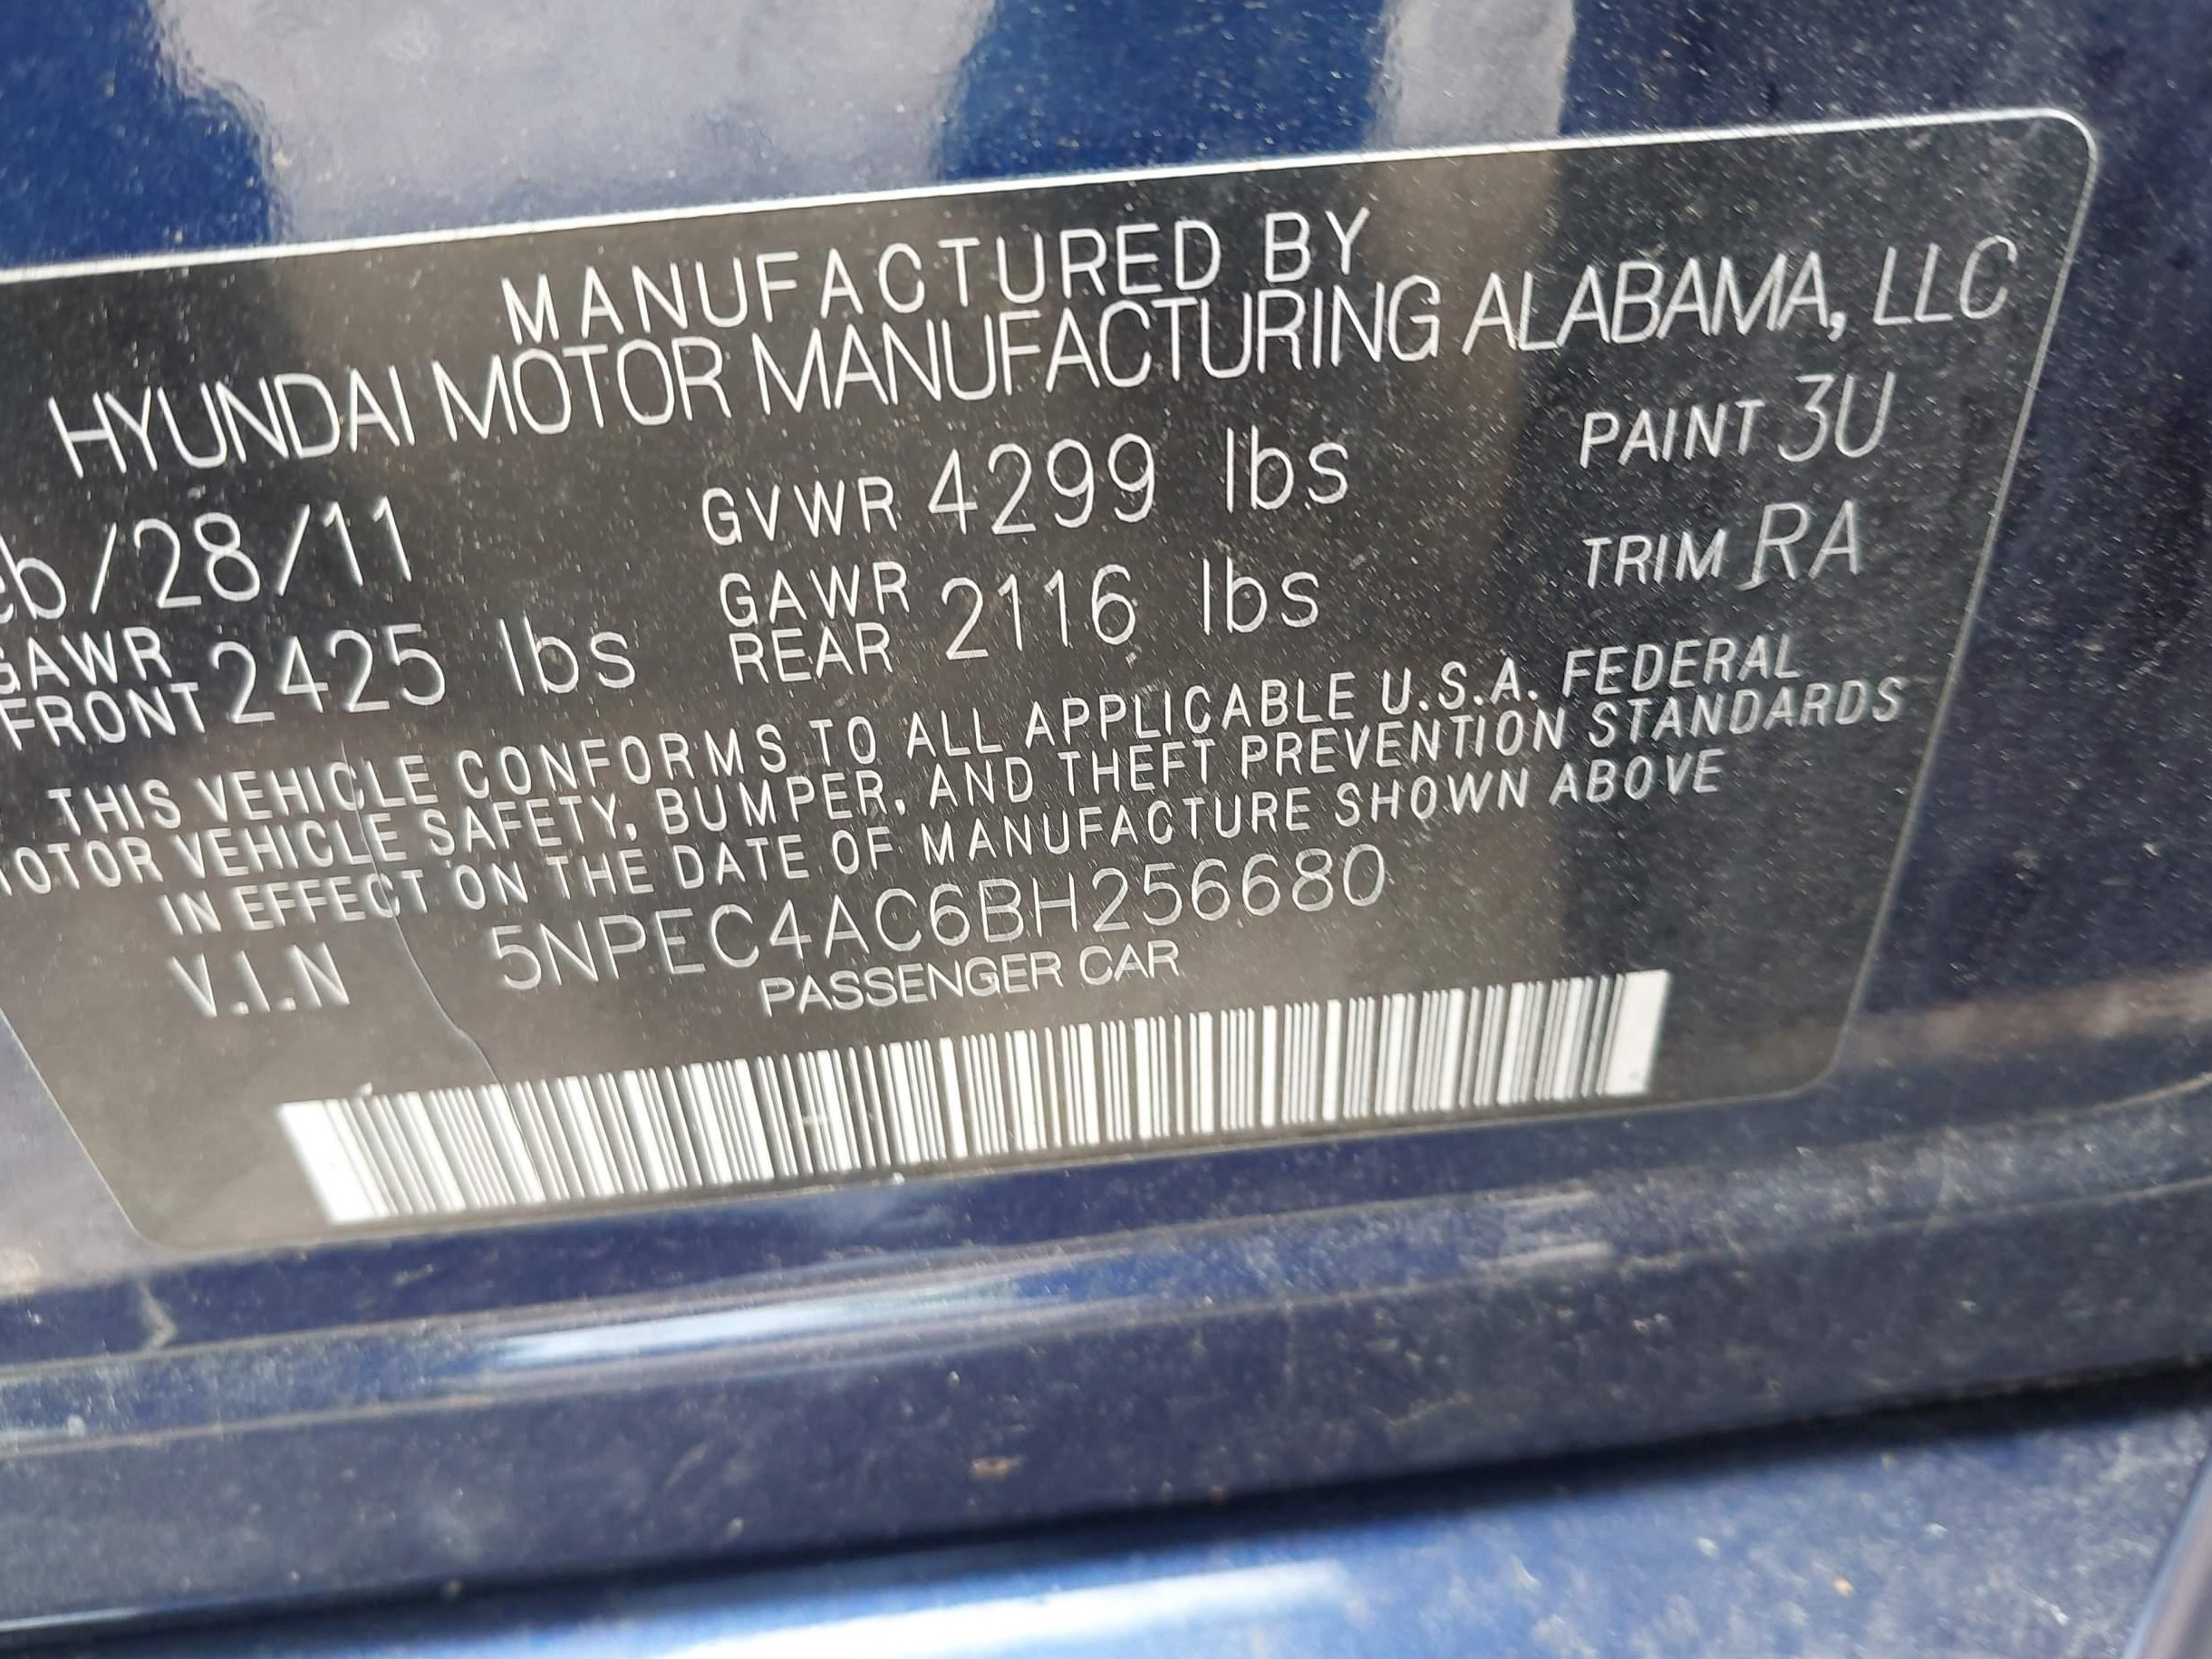 MANUFACTURED BY
HYUNDAI MOTOR MANUFACTURING ALABAMA, LLC
eb/28/11 GVWR 4299 lbs PAINT 3U
GAWR FRONT 2425 lbs GAWR REAR 2116 lbs TRIM RA
THIS VEHICLE CONFORMS TO ALL APPLICABLE U.S.A. FEDERAL
OTOR VEHICLE SAFETY, BUMPER, AND THEFT PREVENTION STANDARDS
IN EFFECT ON THE DATE OF MANUFACTURE SHOWN ABOVE
V.I.N 5NPEC4AC6BH256680
PASSENGER CAR